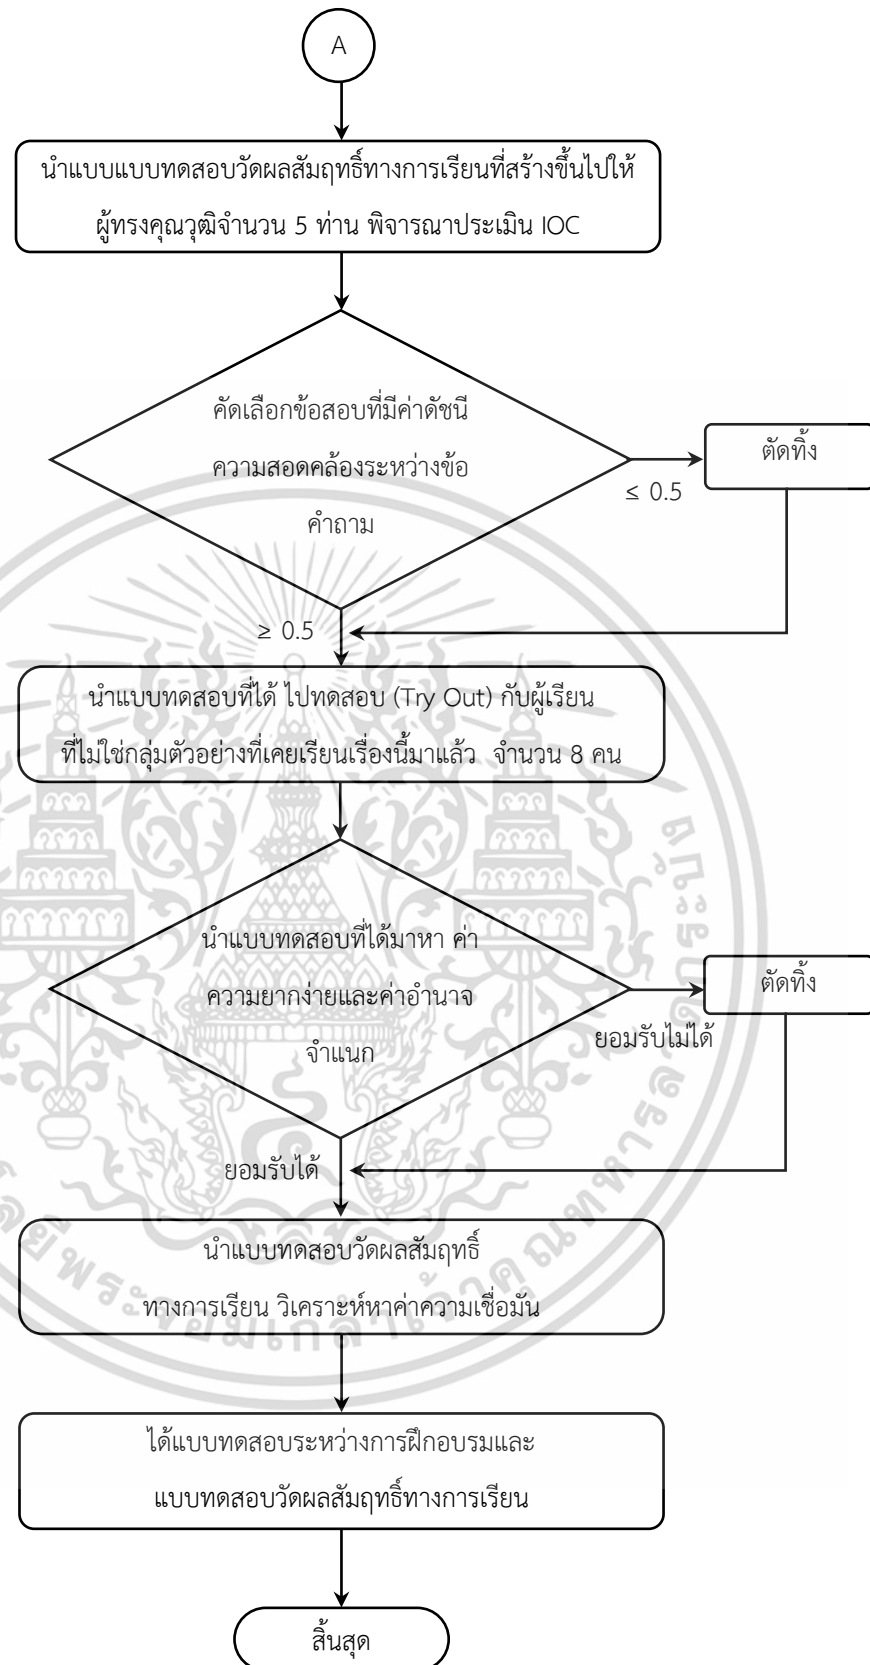 A
นำแบบแบบทดสอบวัดผลสัมฤทธิ์ทางการเรียนที่สร้างขึ้นไปให้
ผู้ทรงคุณวุฒิจำนวน 5 ท่าน พิจารณาประเมิน IOC
คัดเลือกข้อสอบที่มีค่าดัชนี
ความสอดคล้องระหว่างข้อ
คำถาม
ตัดทิ้ง
≤ 0.5
≥ 0.5
นำแบบทดสอบที่ได้ ไปทดสอบ (Try Out) กับผู้เรียน
ที่ไม่ใช่กลุ่มตัวอย่างที่เคยเรียนเรื่องนี้มาแล้ว จำนวน 8 คน
นำแบบทดสอบที่ได้มาหา ค่า
ความยากง่ายและค่าอำนาจ
จำแนก
ตัดทิ้ง
ยอมรับไม่ได้
ยอมรับได้
นำแบบทดสอบวัดผลสัมฤทธิ์
ทางการเรียน วิเคราะห์หาค่าความเชื่อมัน
ได้แบบทดสอบระหว่างการฝึกอบรมและ
แบบทดสอบวัดผลสัมฤทธิ์ทางการเรียน
สิ้นสุด